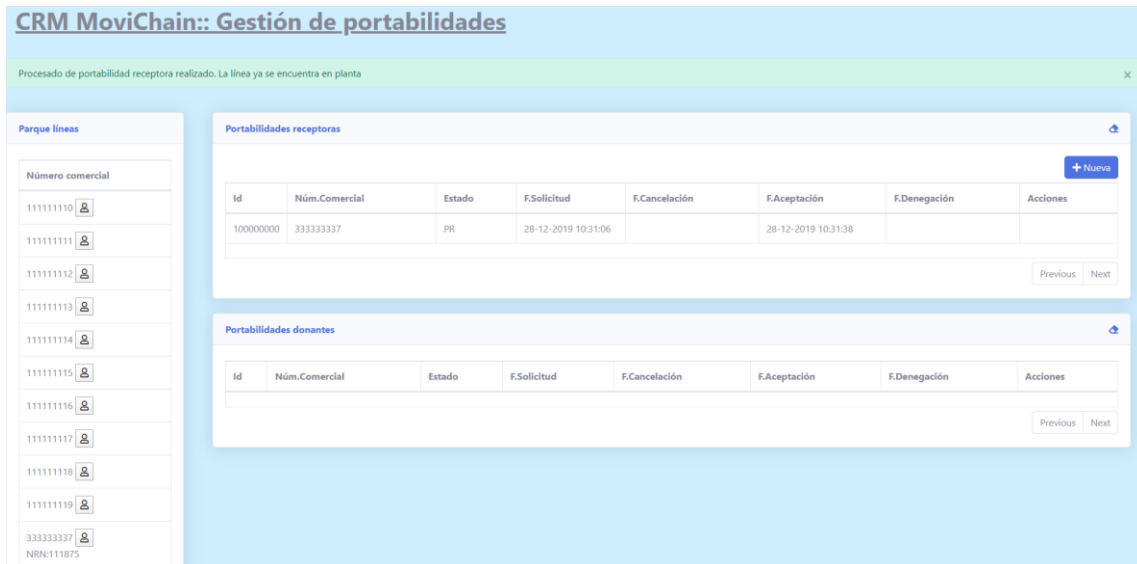 CRM MoviChain:: Gestión de portabilidades
Procesado de portabilidad receptora realizado. La línea ya se encuentra en planta ×
Parque líneas
Número comercial
111111110
111111111
111111112
111111113
111111114
111111115
111111116
111111117
111111118
111111119
333333337
NRN:111875
Portabilidades receptoras
+ Nueva
Id Núm.Comercial Estado F.Solicitud F.Cancelación F.Aceptación F.Denegación Acciones
100000000 333333337 PR 28-12-2019 10:31:06 28-12-2019 10:31:38
Previous Next
Portabilidades donantes
Id Núm.Comercial Estado F.Solicitud F.Cancelación F.Aceptación F.Denegación Acciones
Previous Next